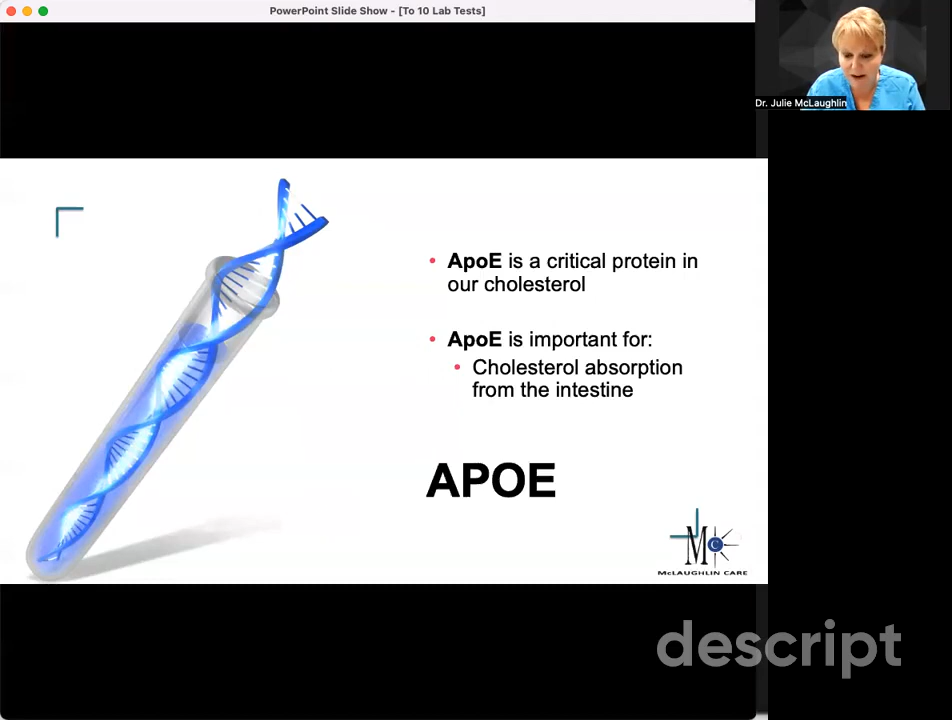 PowerPoint Slide Show - [To 10 Lab Tests]
Dr. Julie McLaughlin
• ApoE is a critical protein in
our cholesterol
• ApoE is important for:
• Cholesterol absorption
from the intestine
APOE
M C
McLAUGHLIN CARE
descript